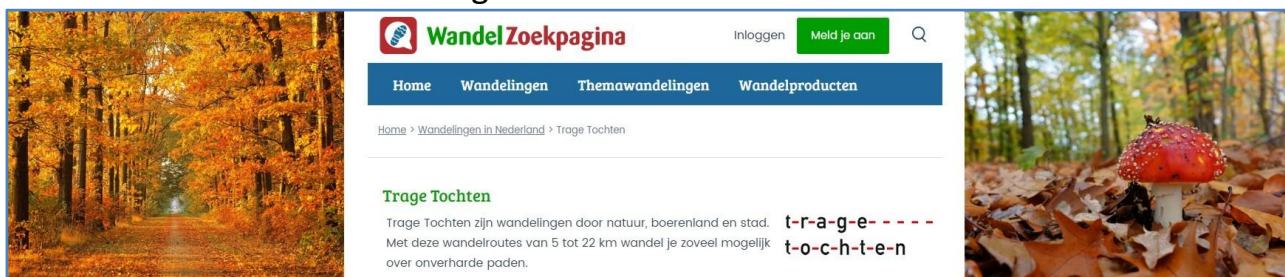 Wandel Zoekpagina
Inloggen
Meld je aan
Home Wandelingen Themawandelingen Wandelproducten
Home > Wandelingen in Nederland > Trage Tochten
Trage Tochten
Trage Tochten zijn wandelingen door natuur, boerenland en stad.
Met deze wandelroutes van 5 tot 22 km wandel je zoveel mogelijk
over onverharde paden.
t-r-a-g-e- - - - -
t-o-c-h-t-e-n